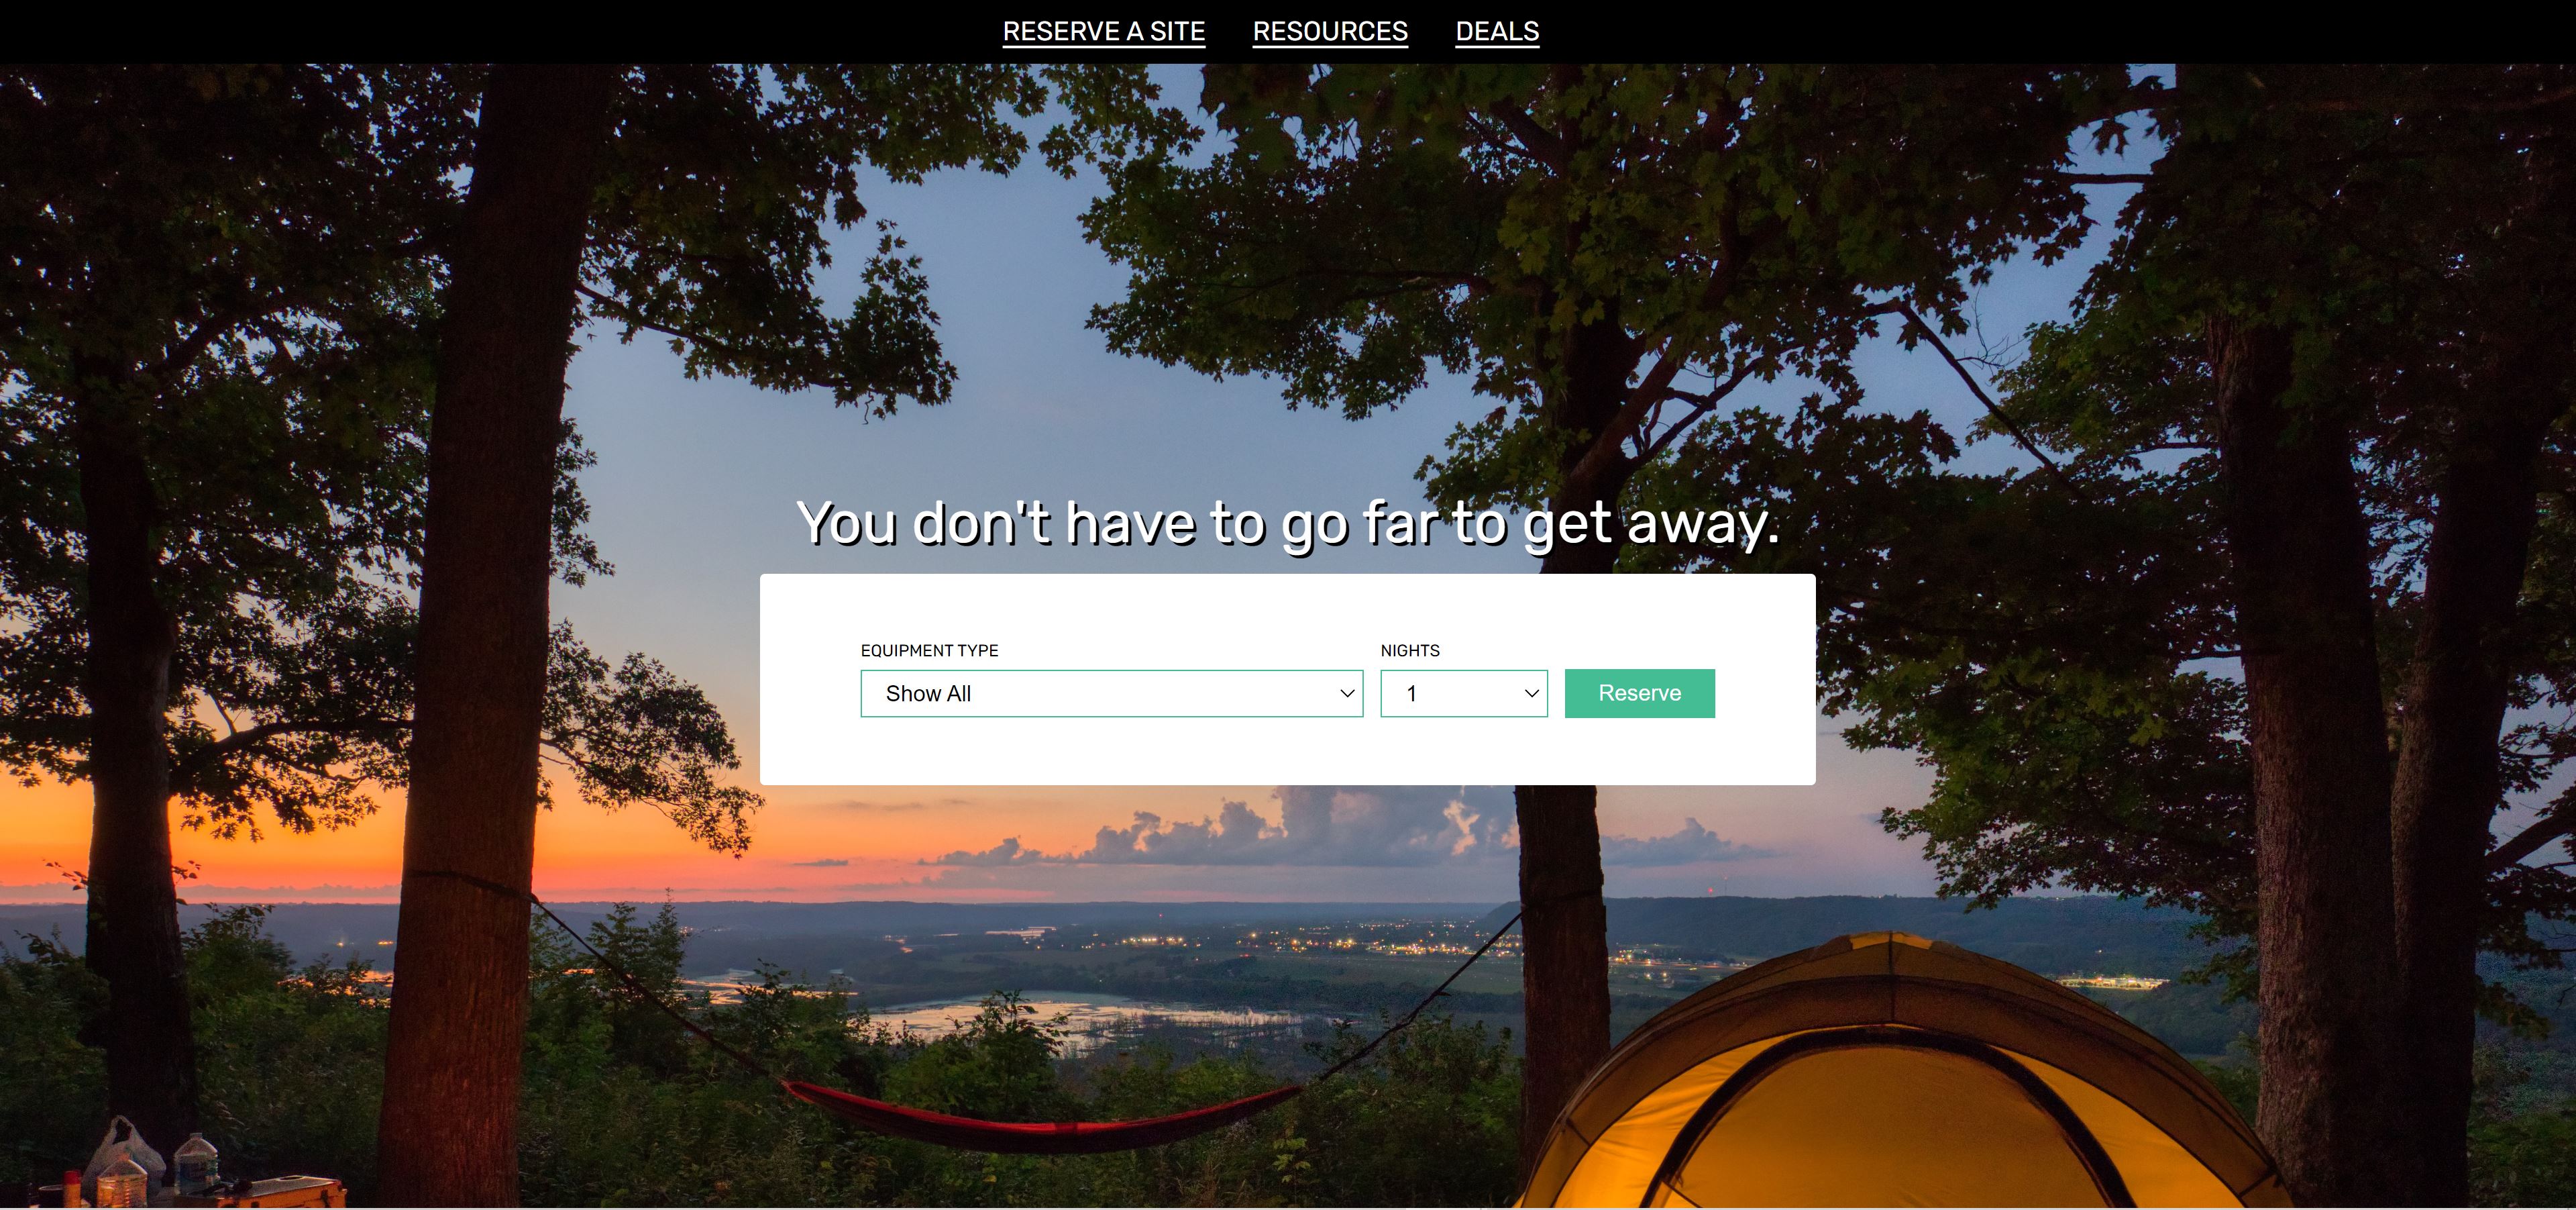 RESERVE A SITE RESOURCES DEALS
You don't have to go far to get away.
EQUIPMENT TYPE NIGHTS
Show All 1 Reserve